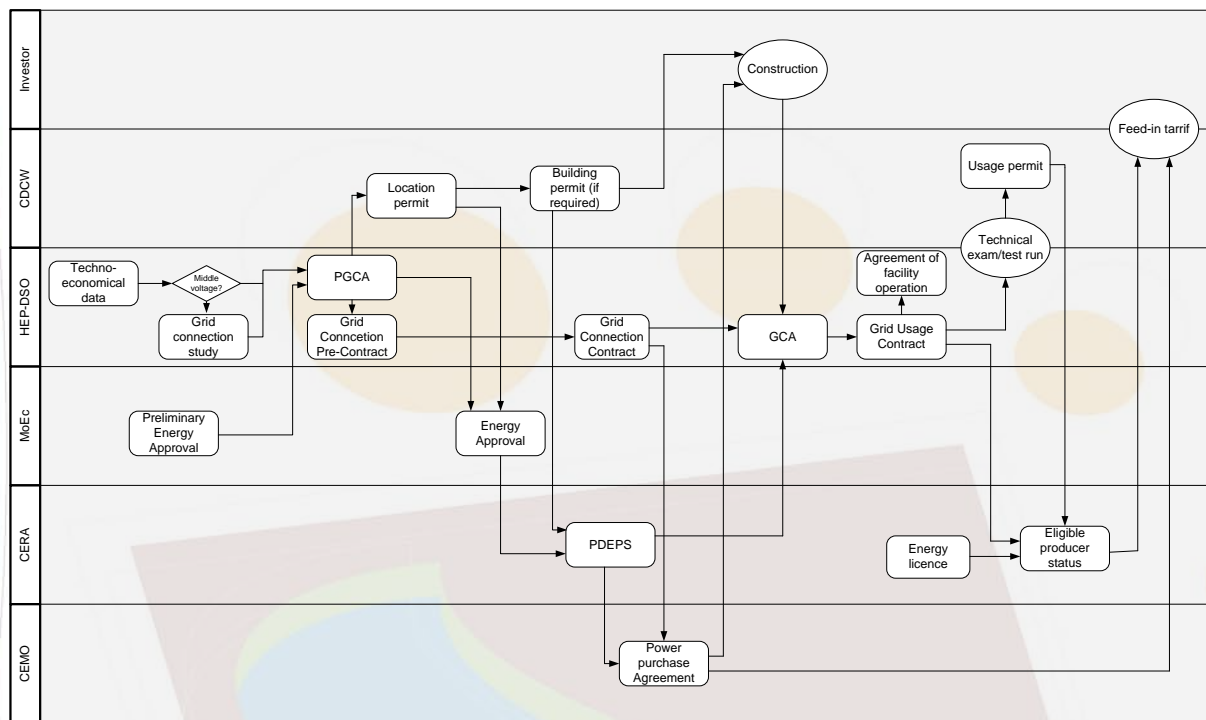 Investor
Construction
Feed-in tarrif
CDCW
Location
permit
Building
permit (if
required)
Usage permit
HEP-DSO
Techno-
economical
data
Middle
voltage?
Grid
connection
study
PGCA
Grid
Conncetion
Pre-Contract
Grid
Connection
Contract
GCA
Agreement of
facility
operation
Grid Usage
Contract
Technical
exam/test run
MoEc
Preliminary
Energy
Approval
Energy
Approval
CERA
PDEPS
Energy
licence
Eligible
producer
status
CEMO
Power
purchase
Agreement